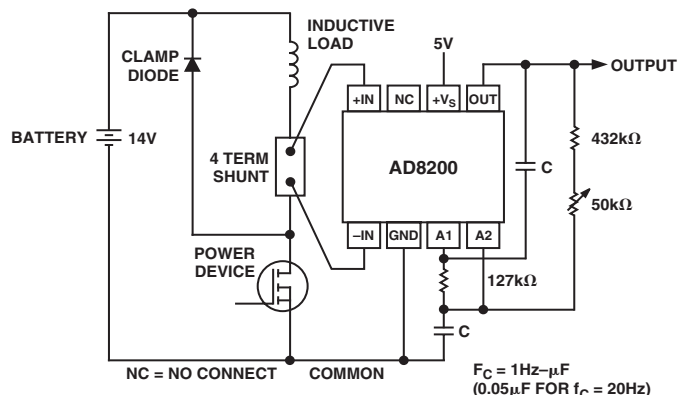 INDUCTIVE
LOAD
CLAMP
DIODE
5V
OUTPUT
+IN
NC
+VS
OUT
BATTERY
14V
4 TERM
SHUNT
AD8200
C
432kΩ
50kΩ
–IN
GND
A1
A2
POWER
DEVICE
127kΩ
C
NC = NO CONNECT
COMMON
FC = 1Hz–μF
(0.05μF FOR fC = 20Hz)